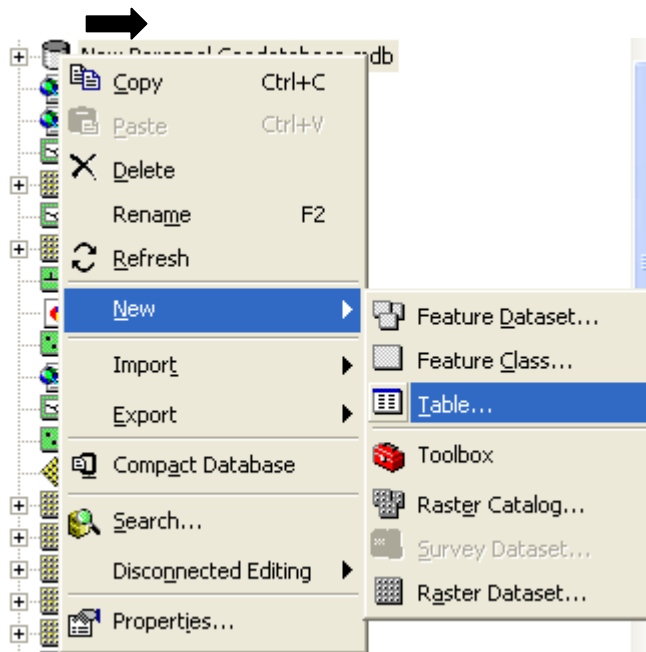 New Personal Geodatabase.mdb
Copy Ctrl+C
Paste Ctrl+V
Delete
Rename F2
Refresh
New
Import
Export
Compact Database
Search...
Disconnected Editing
Properties...
Feature Dataset...
Feature Class...
Table...
Toolbox
Raster Catalog...
Survey Dataset...
Raster Dataset...